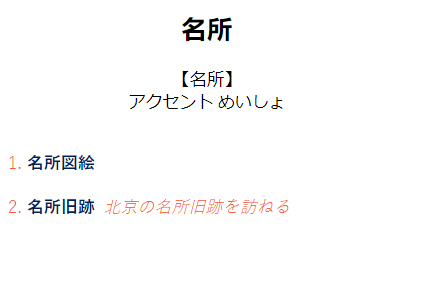 名所
【名所】
アクセント めいしょ
1. 名所図絵
2. 名所旧跡 北京の名所旧跡を訪ねる